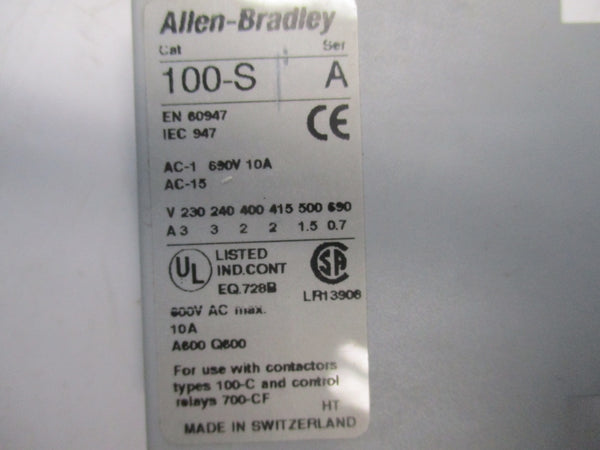 Allen-Bradley
Cat Ser
100-S A
EN 60947
IEC 947
CE
AC-1 690V 10A
AC-15
V 230 240 400 415 500 690
A 3 3 2 2 1.5 0.7
UL LISTED
IND.CONT
EQ.728B
SA
LR13908
600V AC max.
10A
A600 Q600
For use with contactors
types 100-C and control
relays 700-CF
HT
MADE IN SWITZERLAND